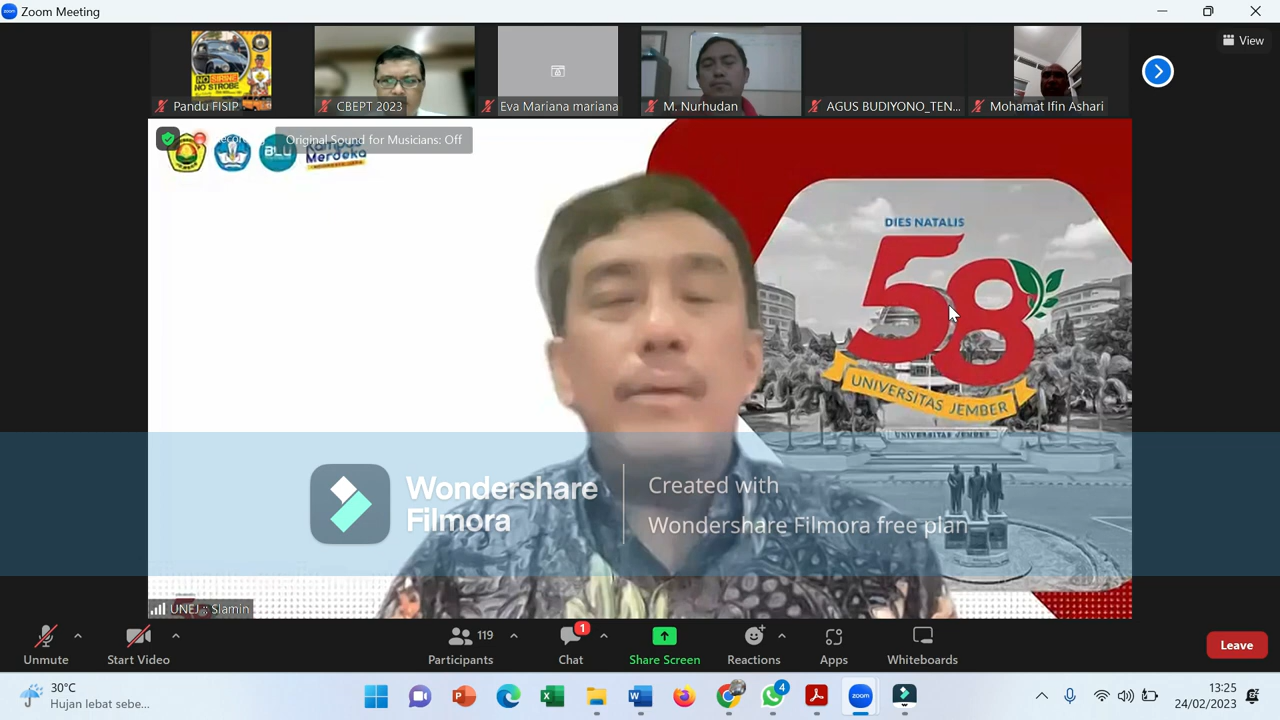 Zoom Meeting
View
NO SIRINE
NO STROBE
Pandu FISIP
CBEPT 2023
Eva Mariana mariana
M. Nurhudan
AGUS BUDIYONO_TEN...
Mohamat Ifin Ashari
Original Sound for Musicians: Off
BLU
Merdeka
DIES NATALIS
58
UNIVERSITAS JEMBER
UNIVERSITAS JEMBER
Wondershare
Filmora
Created with
Wondershare Filmora free plan
UNEJ :: Slamin
Unmute
Start Video
119
Participants
1
Chat
Share Screen
Reactions
Apps
Whiteboards
Leave
30°C
Hujan lebat sebe...
4
zoom
13:25
24/02/2023